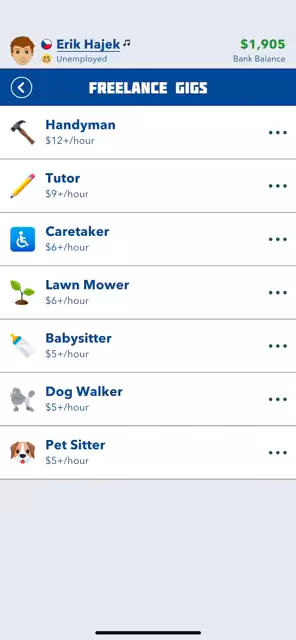 Erik Hajek
$1,905
Unemployed
Bank Balance
FREELANCE GIGS
Handyman
$12+/hour
Tutor
$9+/hour
Caretaker
$6+/hour
Lawn Mower
$6+/hour
Babysitter
$5+/hour
Dog Walker
$5+/hour
Pet Sitter
$5+/hour